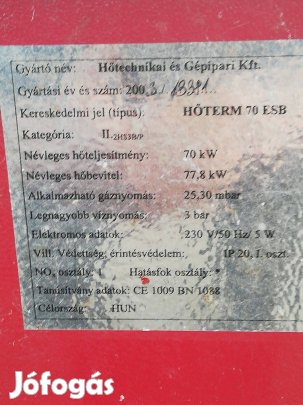 Gyártó név: Hőtechnikai és Gépipari Kft.
Gyártási év és szám: 2003./
Kereskedelmi jel (típus): HŐTERM 70 ESB
Kategória: II-2HS3B/P
Névleges hőteljesítmény: 70 kW
Névleges hőbevitel: 77,8 kW
Alkalmazható gáznyomás: 25,30 mbar
Legnagyobb víznyomás: 3 bar
Elektromos adatok: 230 V/50 Hz/ 5 W
Vill. Védettség, érintésvédelem: IP 20, I. oszt.
NOx osztály: 1 Hatásfok osztály: *
Tanúsítvány adatok: CE 1009 BN 1088
Célország: HUN
Jófogás